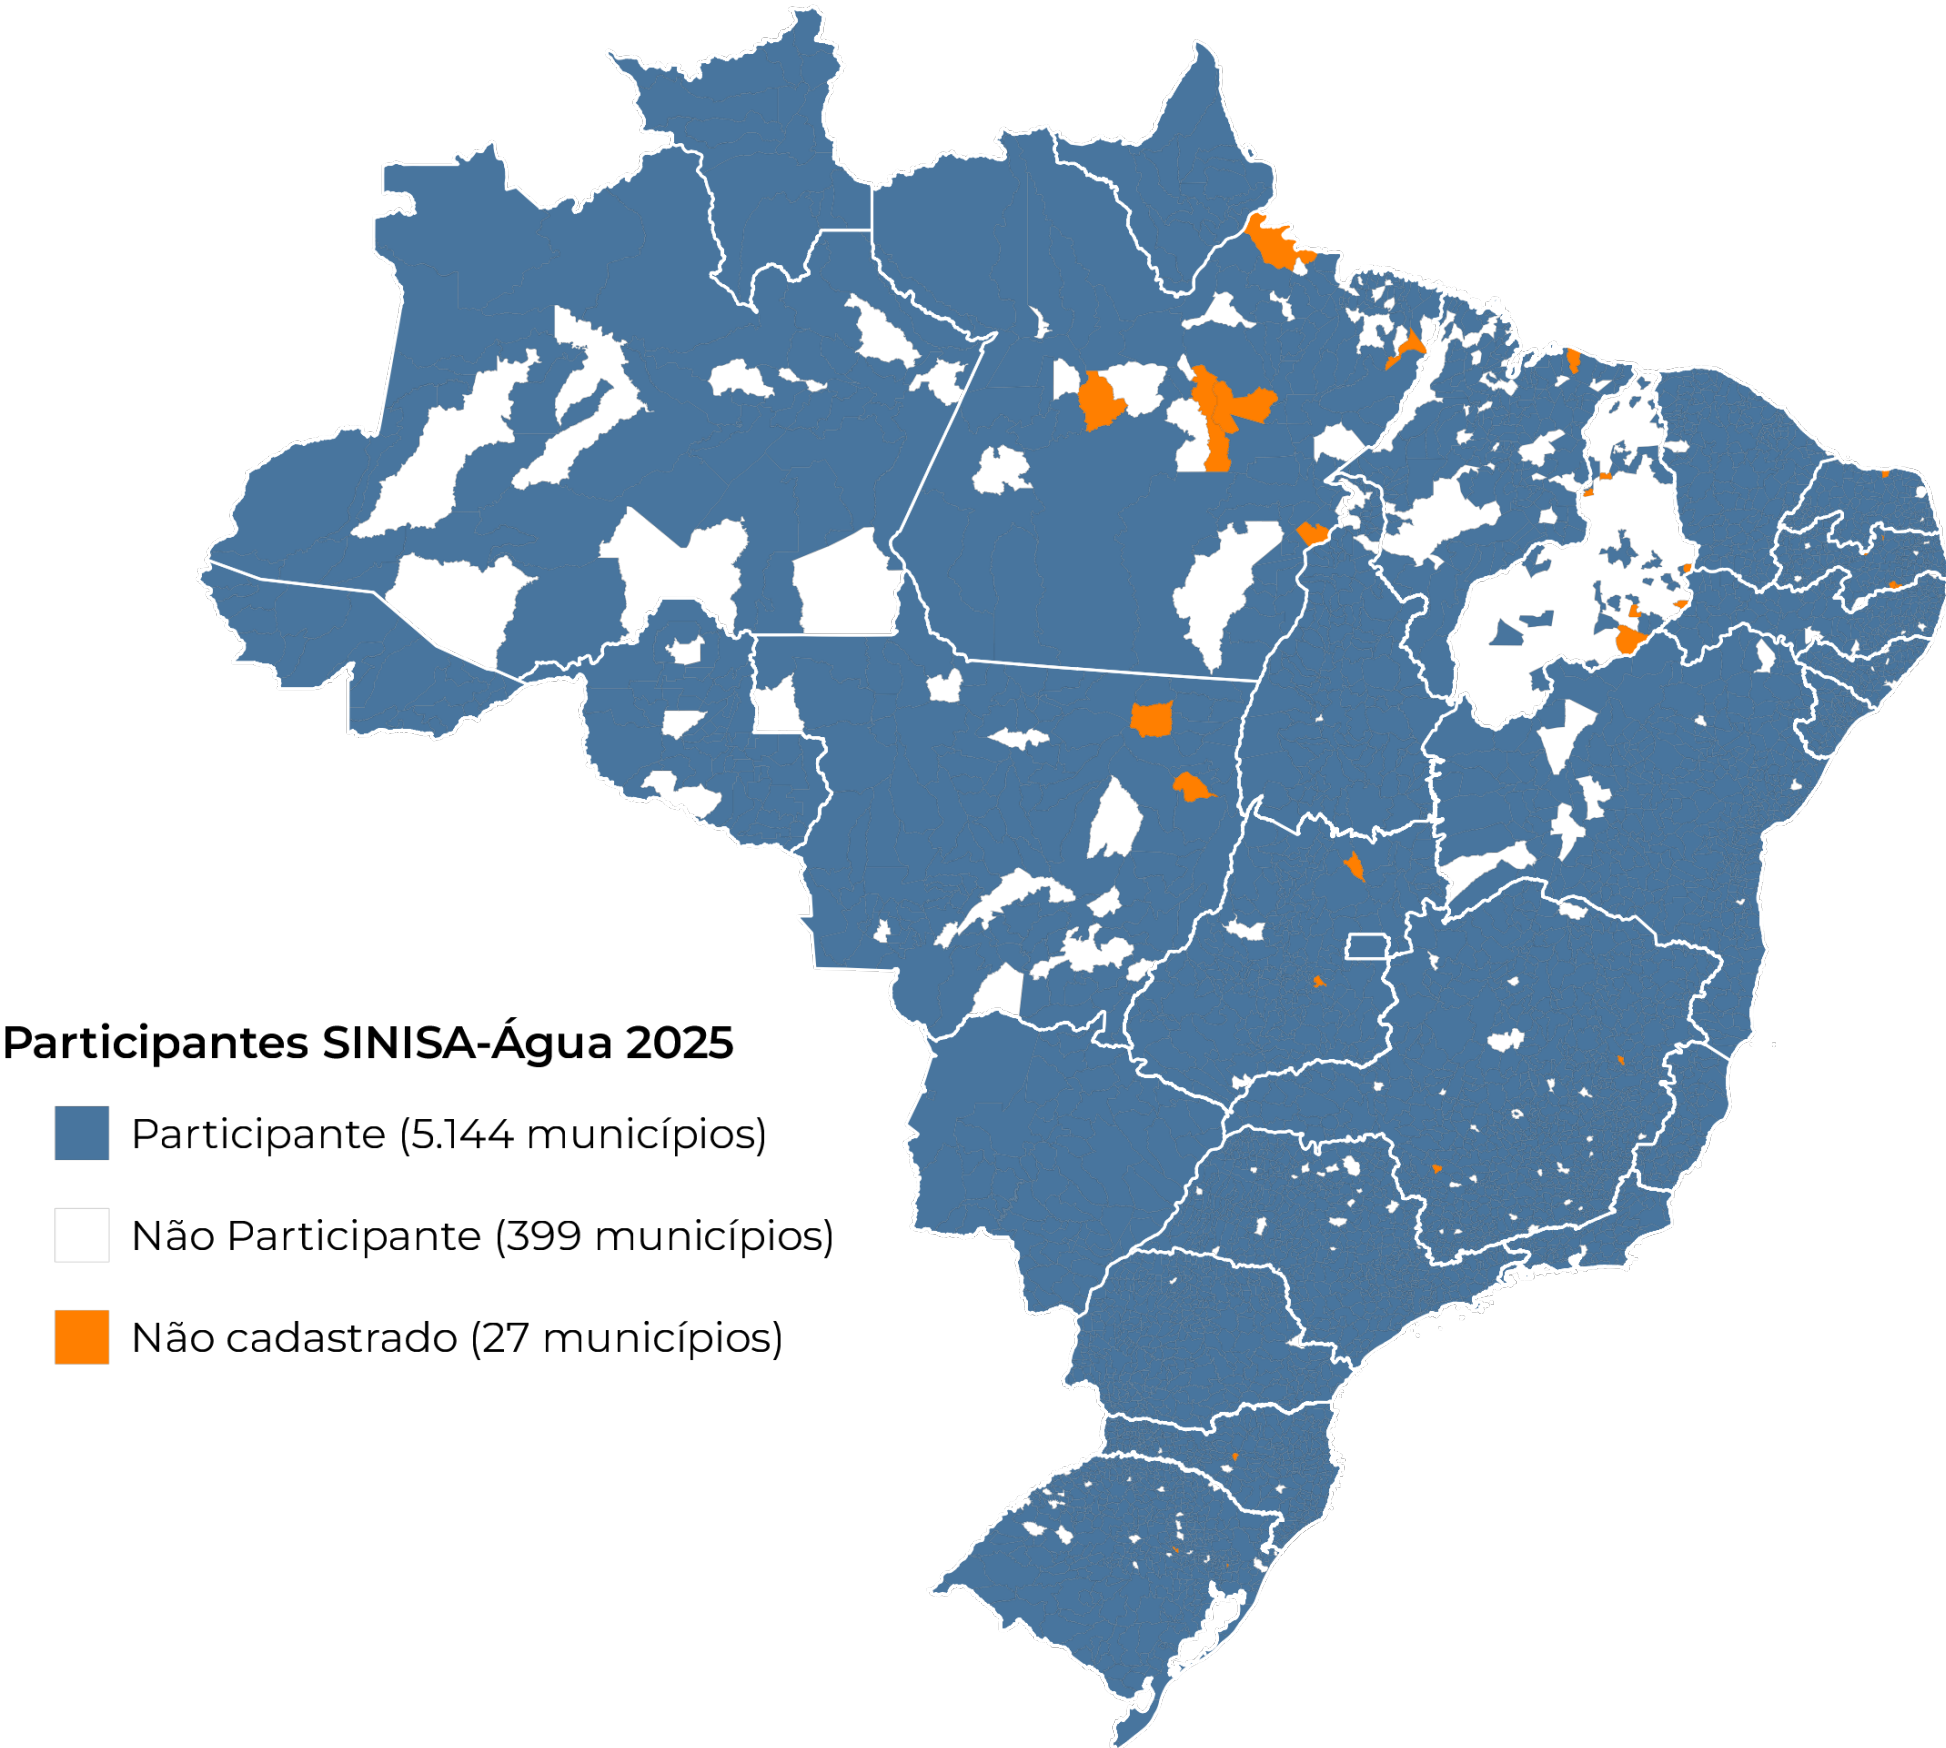 Participantes SINISA-Água 2025
Participante (5.144 municípios)
Não Participante (399 municípios)
Não cadastrado (27 municípios)